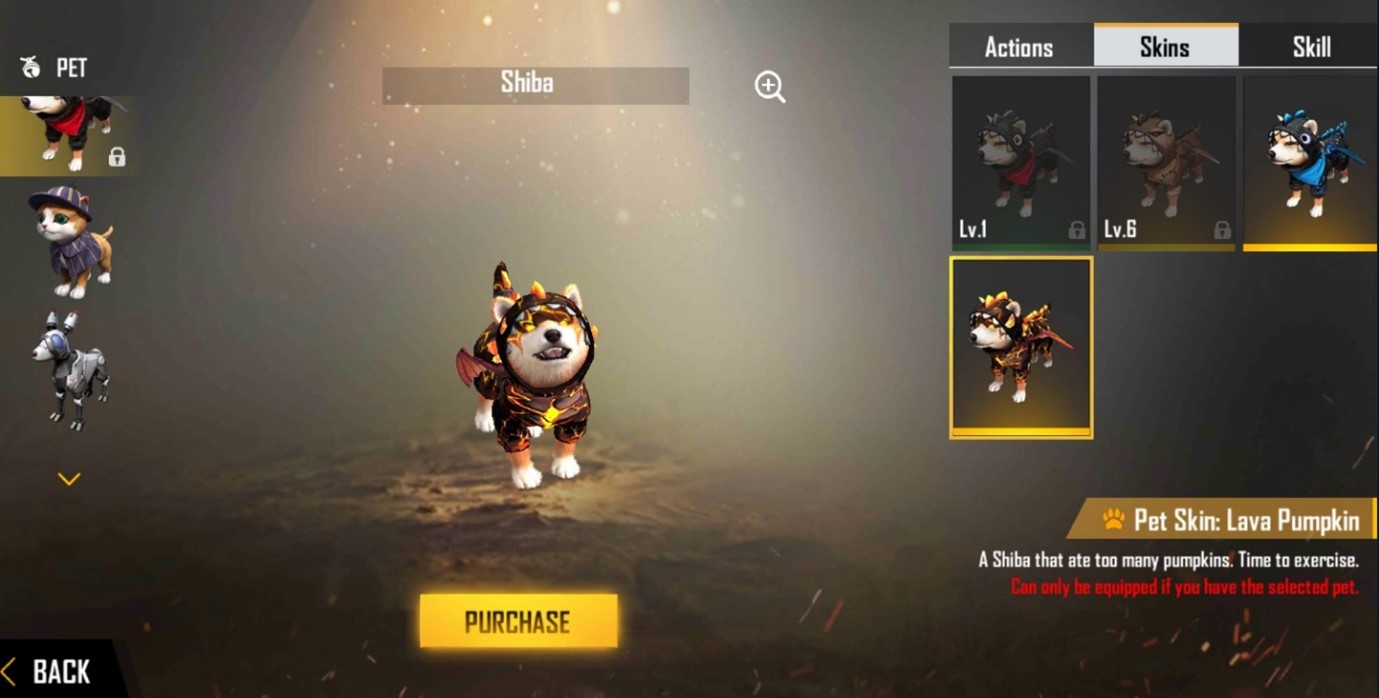 PET
Shiba
Actions
Skins
Skill
Lv.1
Lv.6
Pet Skin: Lava Pumpkin
A Shiba that ate too many pumpkins. Time to exercise.
Can only be equipped if you have the selected pet.
PURCHASE
BACK